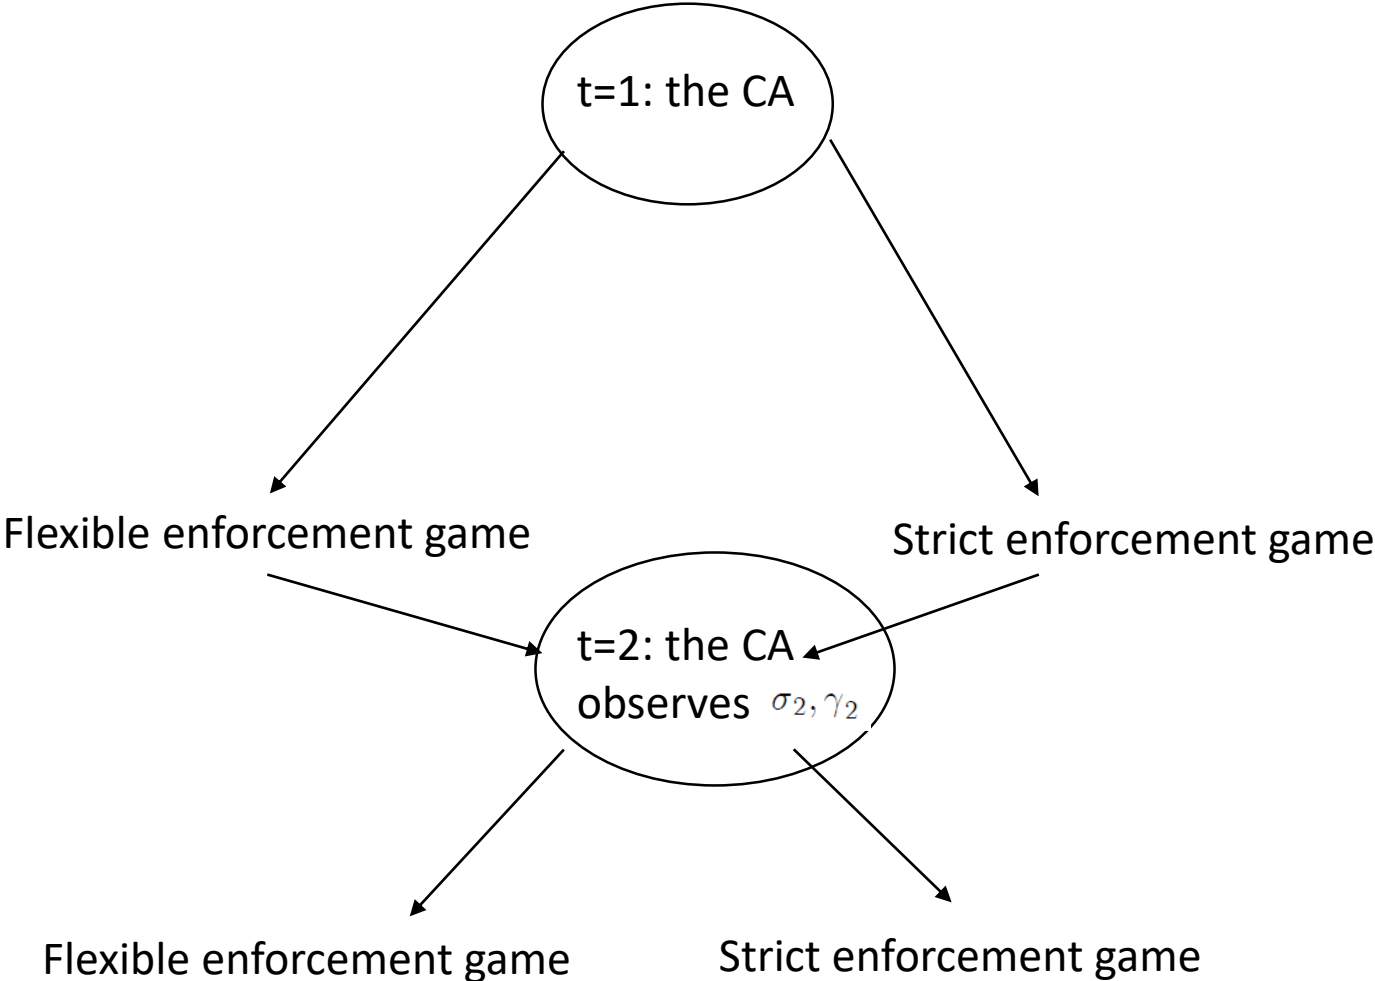 t=1: the CA
Flexible enforcement game
Strict enforcement game
t=2: the CA
observes σ₂, γ₂
Flexible enforcement game
Strict enforcement game